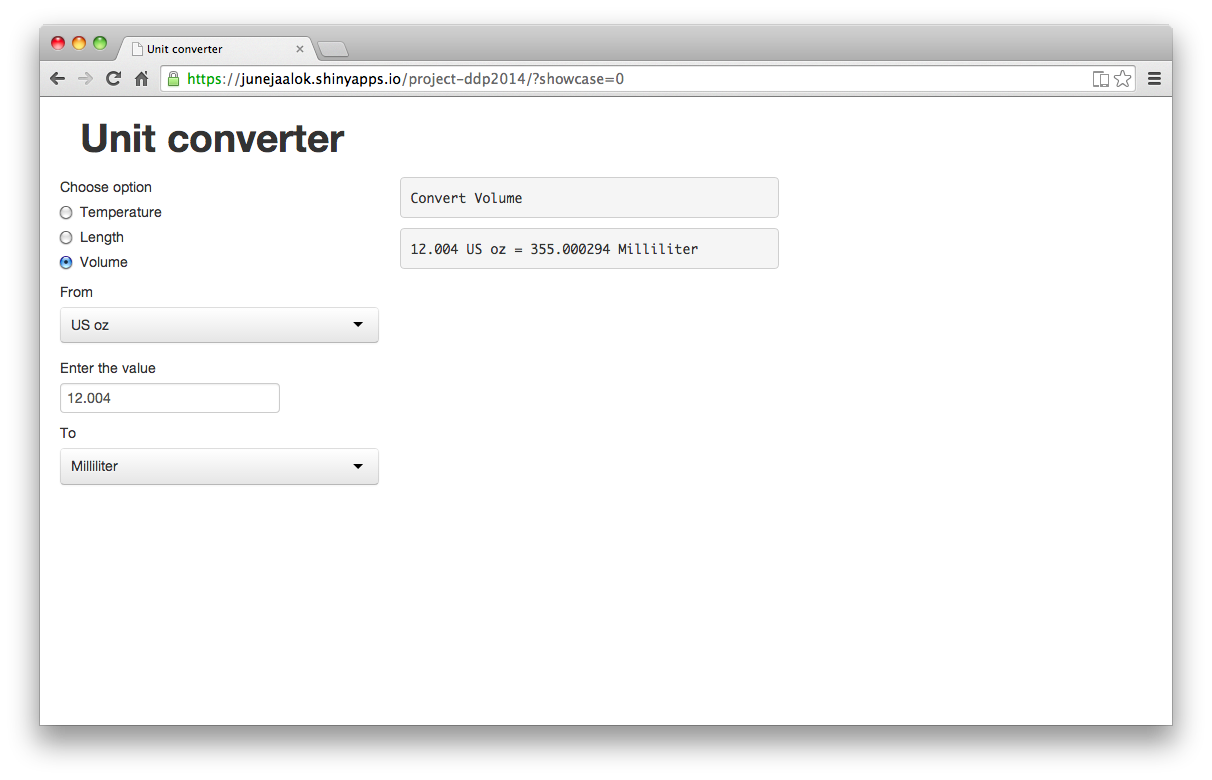 Unit converter
https://junejaalok.shinyapps.io/project-ddp2014/?showcase=0
Unit converter
Choose option
Temperature
Length
Volume
From
US oz
Enter the value
12.004
To
Milliliter
Convert Volume
12.004 US oz = 355.000294 Milliliter